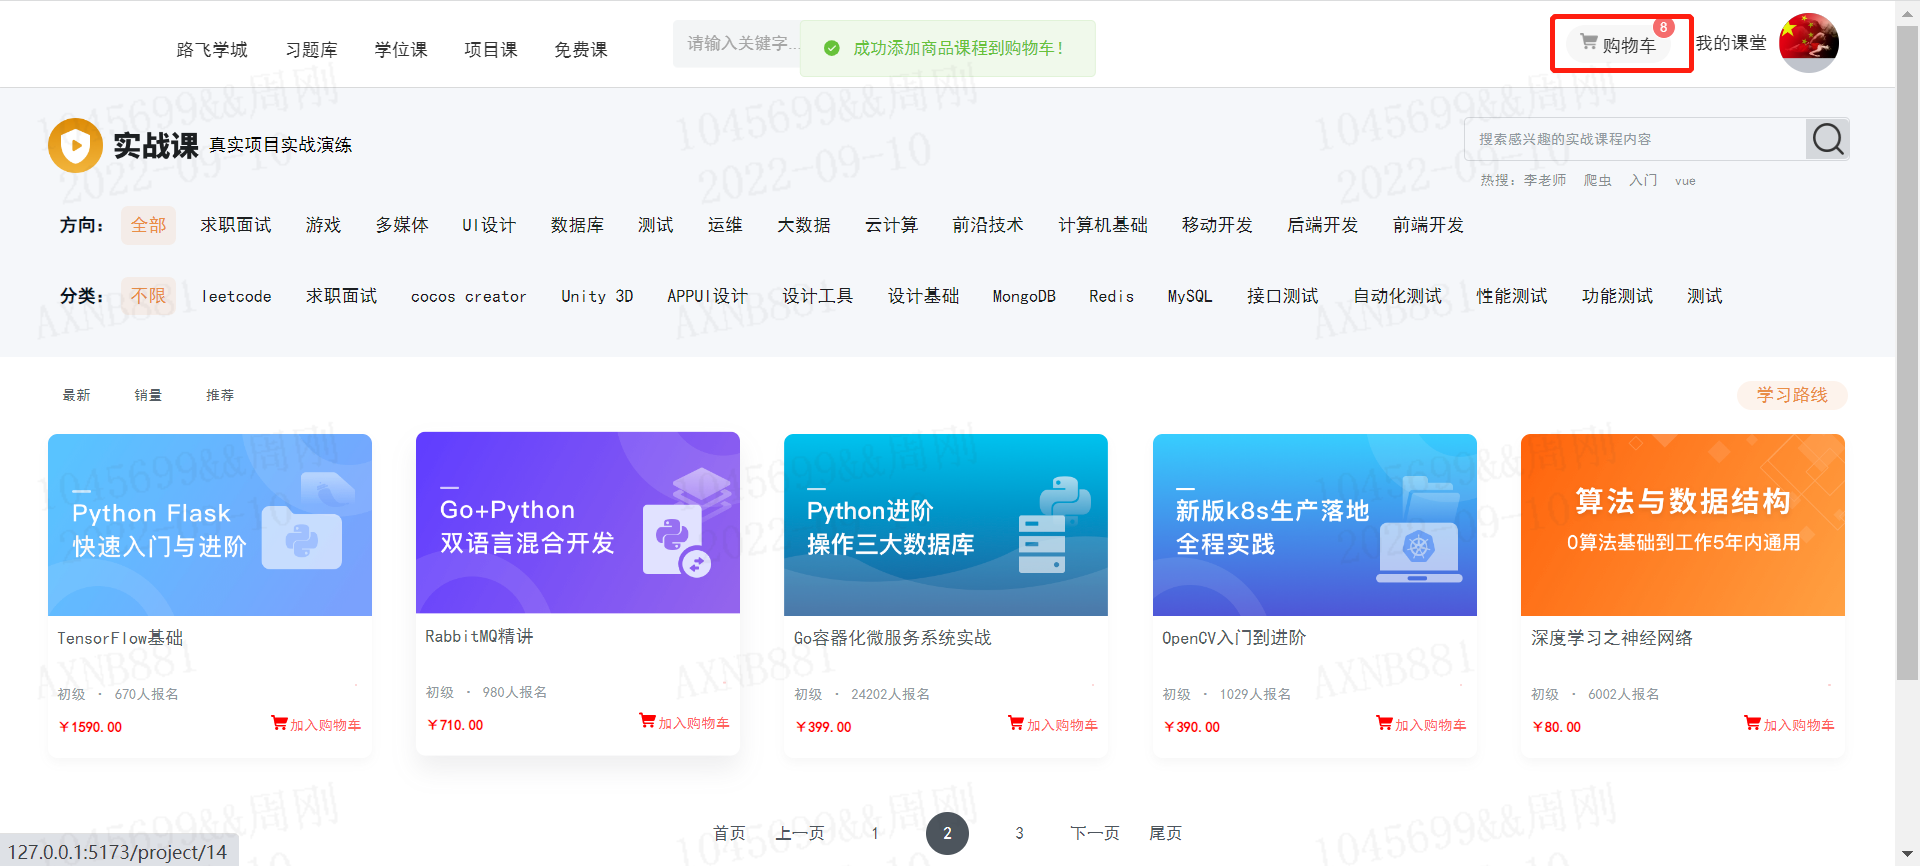 路飞学城 习题库 学位课 项目课 免费课 请输入关键字... 成功添加商品课程到购物车! 购物车 8 我的课堂
实战课 真实项目实战演练 搜索感兴趣的实战课程内容
热搜: 李老师 爬虫 入门 vue
方向: 全部 求职面试 游戏 多媒体 UI设计 数据库 测试 运维 大数据 云计算 前沿技术 计算机基础 移动开发 后端开发 前端开发
分类: 不限 leetcode 求职面试 cocos creator Unity 3D APPUI设计 设计工具 设计基础 MongoDB Redis MySQL 接口测试 自动化测试 性能测试 功能测试 测试
最新 销量 推荐 学习路线
Python Flask
快速入门与进阶
Go+Python
双语言混合开发
Python进阶
操作三大数据库
新版k8s生产落地
全程实践
算法与数据结构
0算法基础到工作5年内通用
TensorFlow基础 RabbitMQ精讲 Go容器化微服务系统实战 OpenCV入门到进阶 深度学习之神经网络
初级 · 670人报名 初级 · 980人报名 初级 · 24202人报名 初级 · 1029人报名 初级 · 6002人报名
¥1590.00 加入购物车 ¥710.00 加入购物车 ¥399.00 加入购物车 ¥390.00 加入购物车 ¥80.00 加入购物车
首页 上一页 1 2 3 下一页 尾页
127.0.0.1:5173/project/14
1045699&&周刚
2022-09-10
AXNB881